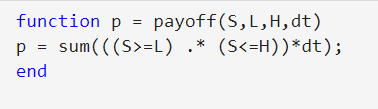 function p = payoff(S,L,H,dt)
p = sum(((S>=L) .* (S<=H))*dt);
end